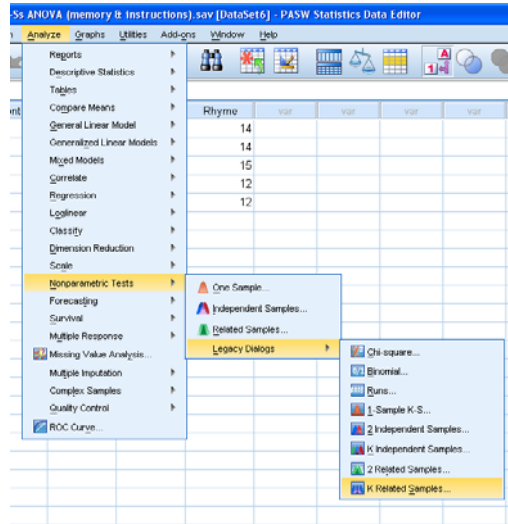 -Ss ANOVA (memory & instructions).sav [DataSet6] - PASW Statistics Data Editor
Analyze Graphs Utilities Add-ons Window Help
Reports
Descriptive Statistics
Tables
Compare Means
General Linear Model
Generalized Linear Models
Mixed Models
Correlate
Regression
Loglinear
Classify
Dimension Reduction
Scale
Nonparametric Tests
Forecasting
Survival
Multiple Response
Missing Value Analysis...
Multiple Imputation
Complex Samples
Quality Control
ROC Curve...
Rhyme var var var var
14
14
15
12
12
One Sample...
Independent Samples...
Related Samples...
Legacy Dialogs
Chi-square...
Binomial...
Runs...
1-Sample K-S...
2 Independent Samples...
K Independent Samples...
2 Related Samples...
K Related Samples...